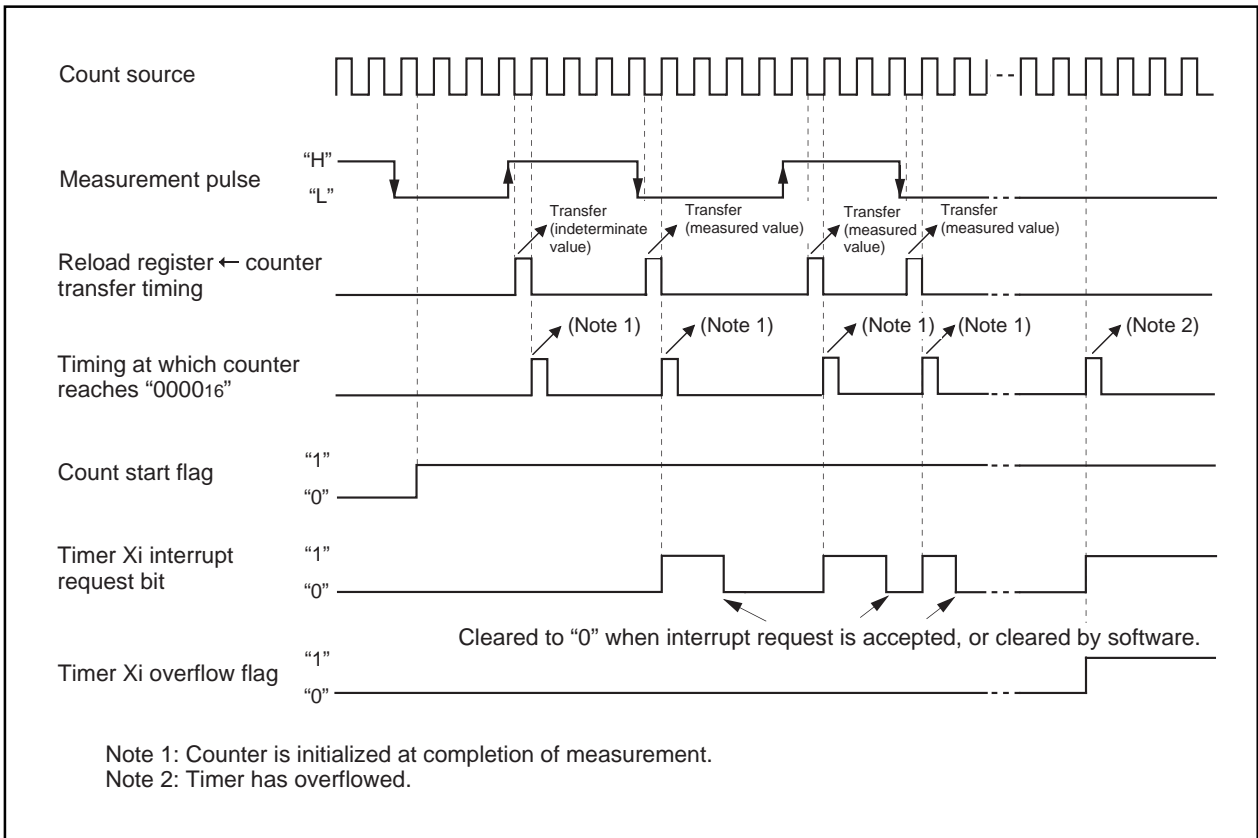 Count source
Measurement pulse
“H”
“L”
Transfer
(indeterminate
value)
Transfer
(measured value)
Transfer
(measured
value)
Transfer
(measured value)
Reload register ← counter
transfer timing
(Note 1)
(Note 1)
(Note 1)
(Note 1)
(Note 2)
Timing at which counter
reaches “000016”
Count start flag
“1”
“0”
Timer Xi interrupt
request bit
“1”
“0”
Cleared to “0” when interrupt request is accepted, or cleared by software.
Timer Xi overflow flag
“1”
“0”
Note 1: Counter is initialized at completion of measurement.
Note 2: Timer has overflowed.